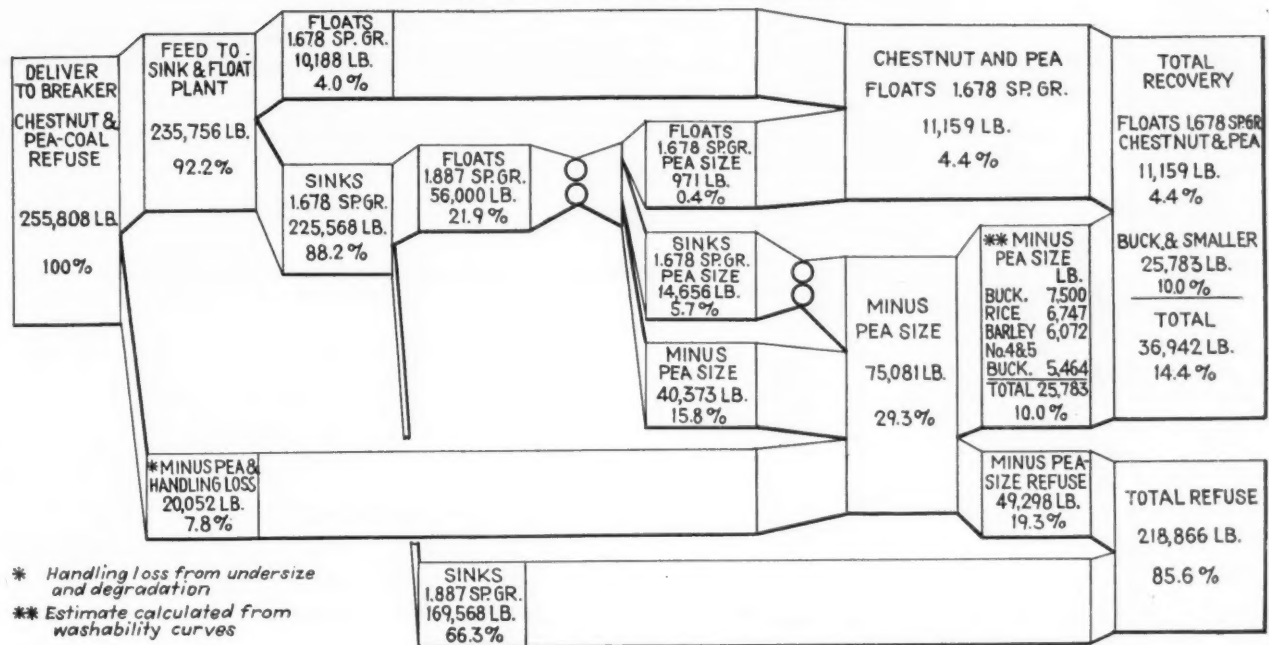 DELIVER
TO BREAKER
CHESTNUT &
PEA-COAL
REFUSE
255,808 LB.
100%
FEED TO
SINK & FLOAT
PLANT
235,756 LB.
92.2%
*MINUS PEA &
HANDLING LOSS
20,052 LB.
7.8%
FLOATS
1.678 SP. GR.
10,188 LB.
4.0%
SINKS
1.678 SP.GR.
225,568 LB.
88.2%
FLOATS
1.887 SP. GR.
56,000 LB.
21.9%
SINKS
1.887 SP.GR.
169,568 LB.
66.3%
FLOATS
1.678 SP.GR.
PEA SIZE
971 LB.
0.4%
SINKS
1.678 SP.GR.
PEA SIZE
14,656 LB.
5.7%
MINUS
PEA SIZE
40,373 LB.
15.8%
CHESTNUT AND PEA
FLOATS 1.678 SP. GR.
11,159 LB.
4.4%
MINUS
PEA SIZE
75,081 LB.
29.3%
** MINUS
PEA SIZE
LB.
BUCK. 7,500
RICE 6,747
BARLEY 6,072
No.4&5
BUCK. 5,464
TOTAL 25,783
10.0%
MINUS PEA-
SIZE REFUSE
49,298 LB.
19.3%
TOTAL
RECOVERY
FLOATS 1.678 SP.GR.
CHESTNUT & PEA
11,159 LB.
4.4%
BUCK. & SMALLER
25,783 LB.
10.0%
TOTAL
36,942 LB.
14.4%
TOTAL REFUSE
218,866 LB.
85.6%
* Handling loss from undersize
and degradation
** Estimate calculated from
washability curves